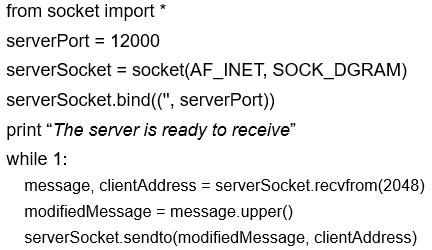 from socket import *
serverPort = 12000
serverSocket = socket(AF_INET, SOCK_DGRAM)
serverSocket.bind(('', serverPort))
print “The server is ready to receive”
while 1:
message, clientAddress = serverSocket.recvfrom(2048)
modifiedMessage = message.upper()
serverSocket.sendto(modifiedMessage, clientAddress)